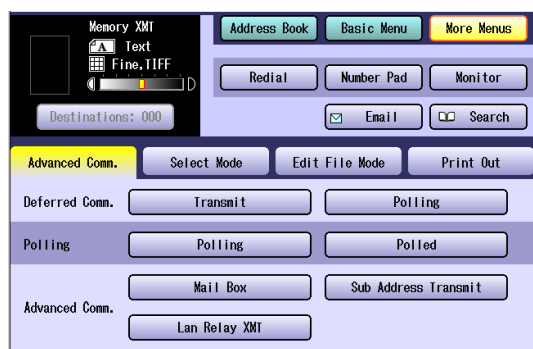 Memory XMT
A Text
Fine,TIFF
D
Destinations: 000
Address Book Basic Menu More Menus
Redial Number Pad Monitor
Email Search
Advanced Comm. Select Mode Edit File Mode Print Out
Deferred Comm. Transmit Polling
Polling Polling Polled
Advanced Comm. Mail Box Sub Address Transmit
Lan Relay XMT